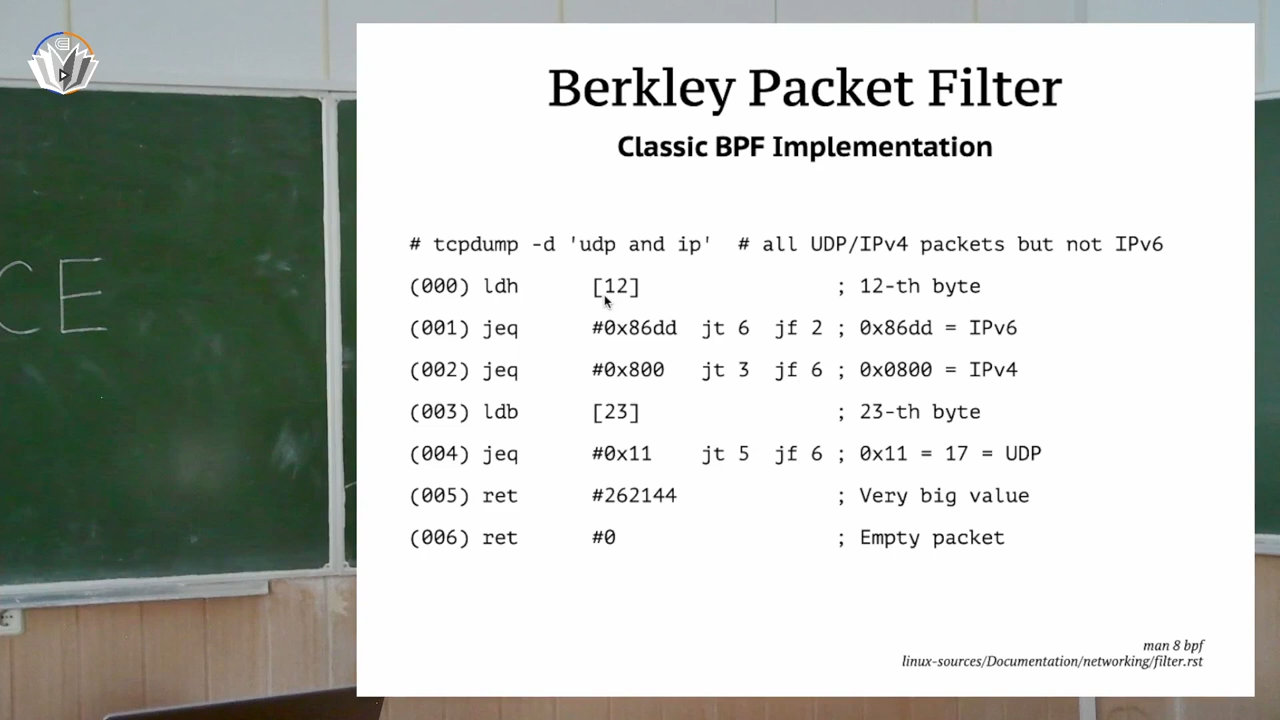 CE
Berkley Packet Filter
Classic BPF Implementation
# tcpdump -d 'udp and ip' # all UDP/IPv4 packets but not IPv6
(000) ldh [12] ; 12-th byte
(001) jeq #0x86dd jt 6 jf 2 ; 0x86dd = IPv6
(002) jeq #0x800 jt 3 jf 6 ; 0x0800 = IPv4
(003) ldb [23] ; 23-th byte
(004) jeq #0x11 jt 5 jf 6 ; 0x11 = 17 = UDP
(005) ret #262144 ; Very big value
(006) ret #0 ; Empty packet
man 8 bpf
linux-sources/Documentation/networking/filter.rst